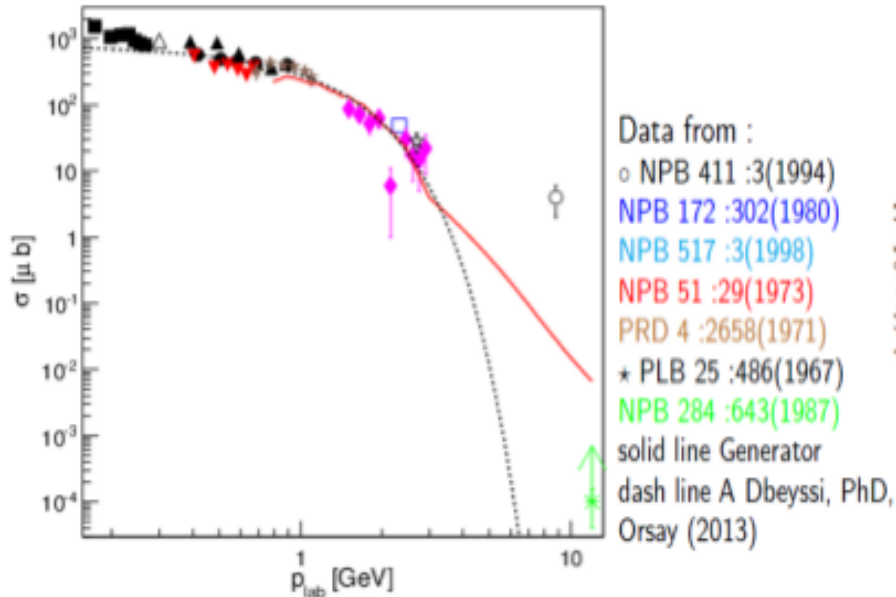 10³
10²
10
1
10⁻¹
10⁻²
10⁻³
10⁻⁴
σ [μ b]
1
10
p_lab [GeV]
Data from :
○ NPB 411 :3(1994)
NPB 172 :302(1980)
NPB 517 :3(1998)
NPB 51 :29(1973)
PRD 4 :2658(1971)
⋆ PLB 25 :486(1967)
NPB 284 :643(1987)
solid line Generator
dash line A Dbeyssi, PhD,
Orsay (2013)